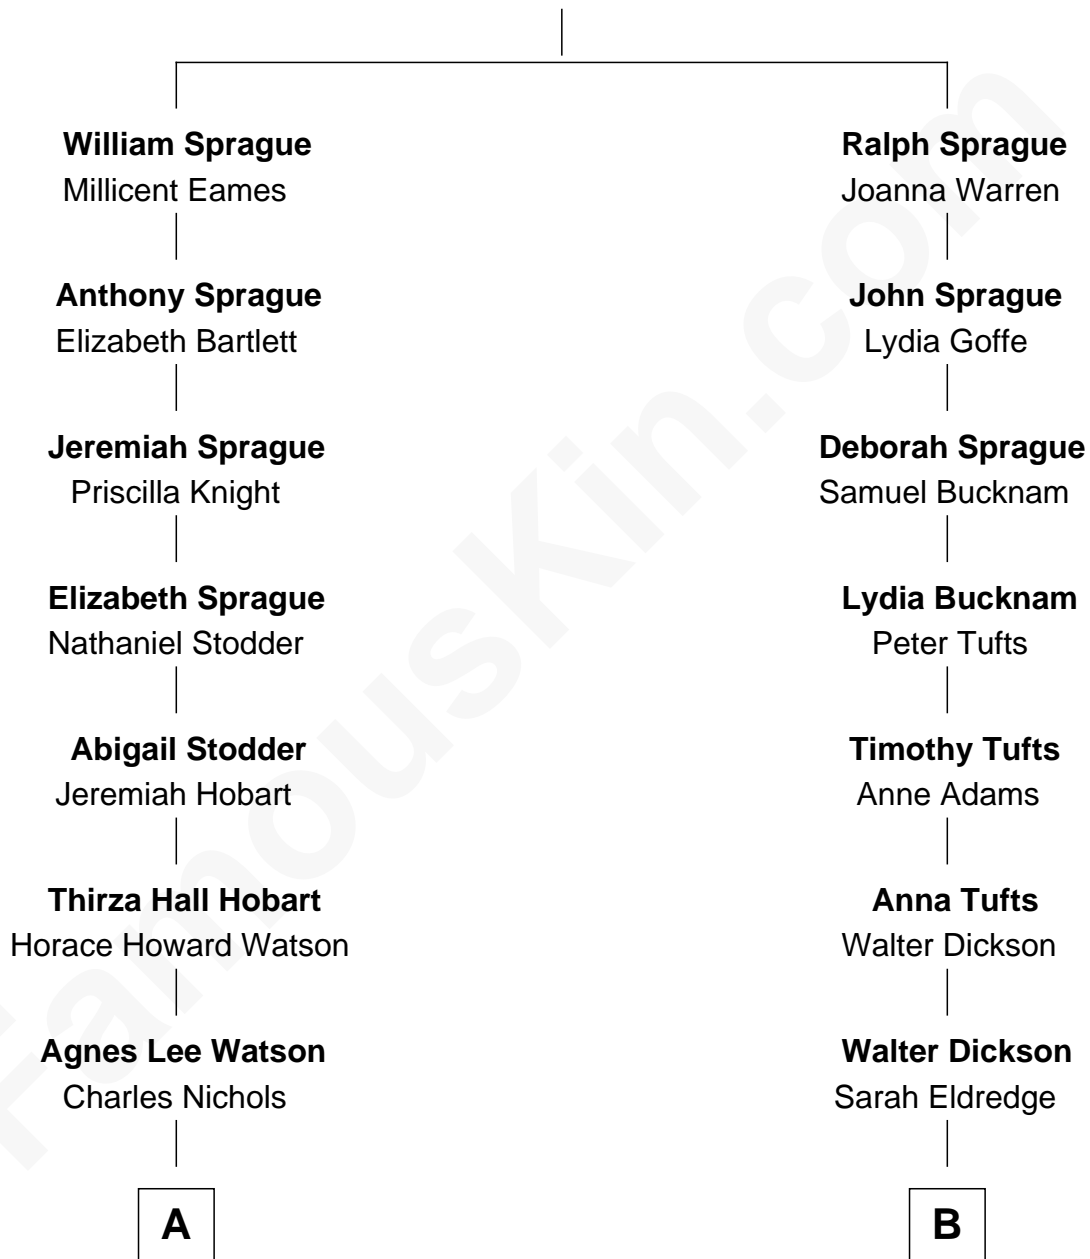 William Sprague
Millicent Eames
Anthony Sprague
Elizabeth Bartlett
Jeremiah Sprague
Priscilla Knight
Elizabeth Sprague
Nathaniel Stodder
Abigail Stodder
Jeremiah Hobart
Thirza Hall Hobart
Horace Howard Watson
Agnes Lee Watson
Charles Nichols
A
Ralph Sprague
Joanna Warren
John Sprague
Lydia Goffe
Deborah Sprague
Samuel Bucknam
Lydia Bucknam
Peter Tufts
Timothy Tufts
Anne Adams
Anna Tufts
Walter Dickson
Walter Dickson
Sarah Eldredge
B
FamousKin.com